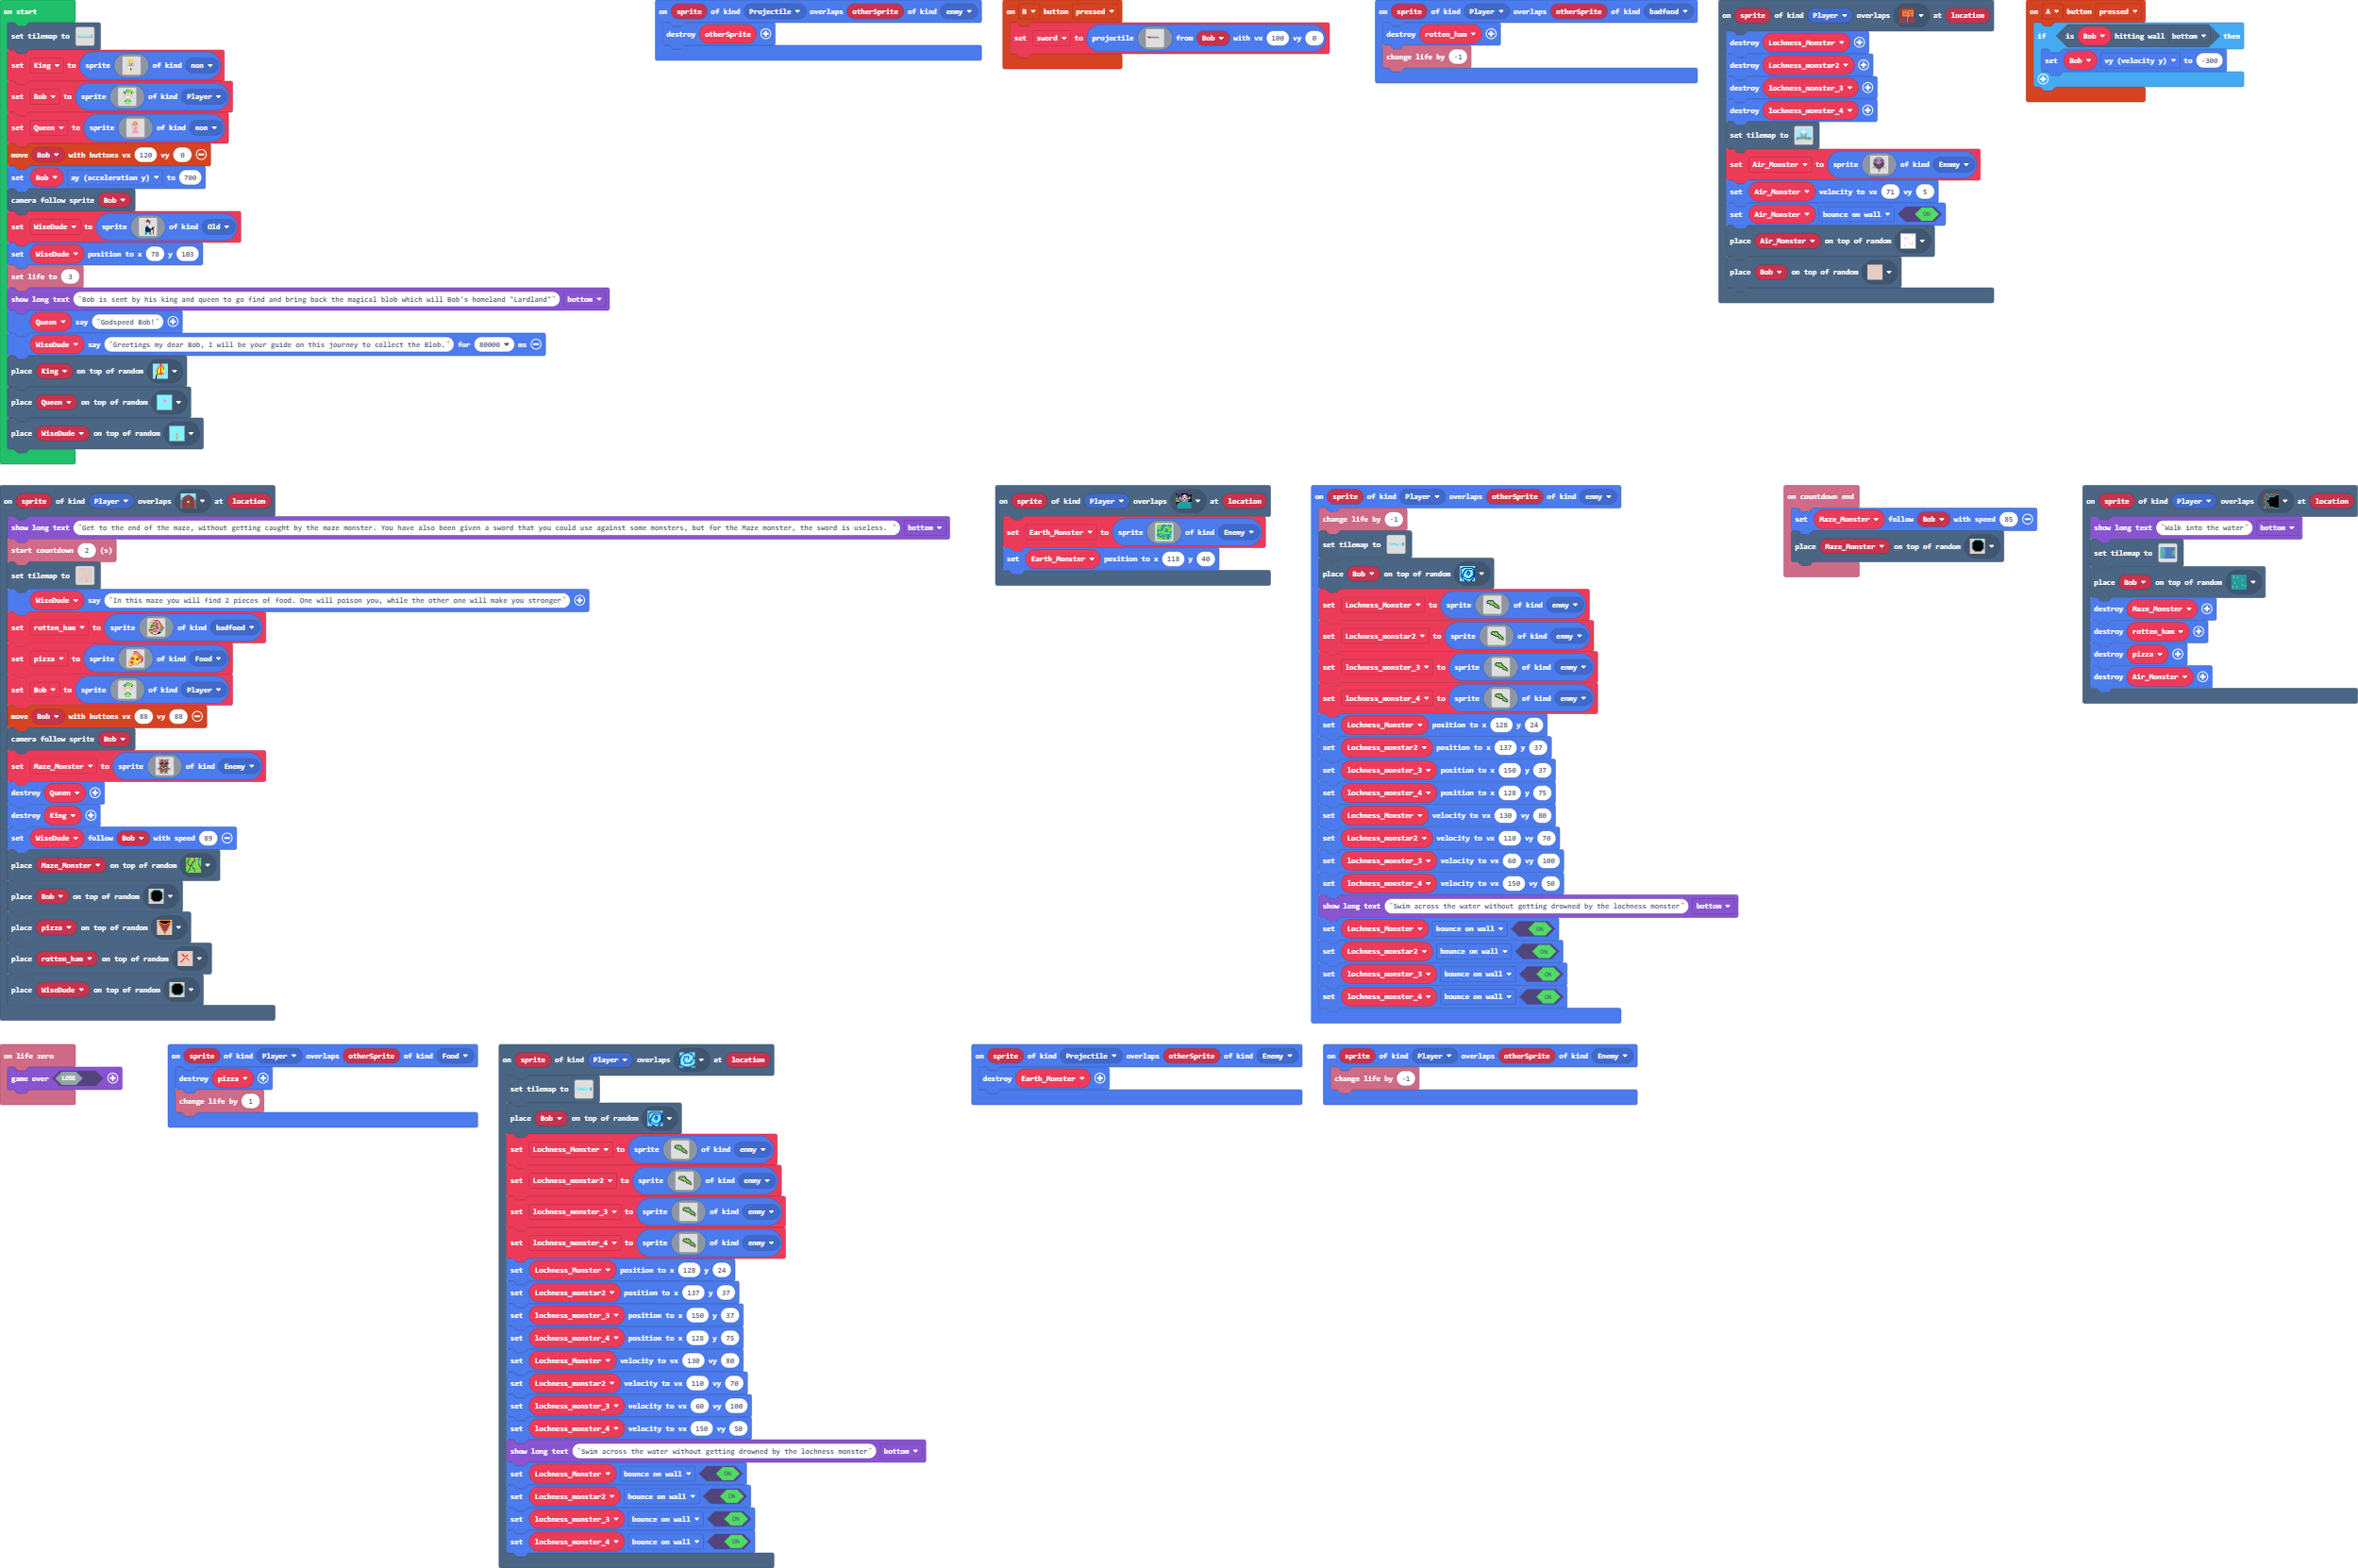 on start
set tilemap to
set King to sprite of kind non
set Bob to sprite of kind Player
set Queen to sprite of kind non
move Bob with buttons vx 120 vy 0
set Bob ay (acceleration y) to 700
camera follow sprite Bob
set WiseDude to sprite of kind Old
set WiseDude position to x 78 y 103
set life to 3
show long text "Bob is sent by his king and queen to go find and bring back the magical blob which will Bob's homeland "Lardland"" bottom
Queen say "Godspeed Bob!"
WiseDude say "Greetings my dear Bob, I will be your guide on this journey to collect the Blob." for 80000 ms
place King on top of random
place Queen on top of random
place WiseDude on top of random
on sprite of kind Projectile overlaps otherSprite of kind enmy
destroy otherSprite
on B button pressed
set sword to projectile from Bob with vx 100 vy 0
on sprite of kind Player overlaps otherSprite of kind badfood
destroy rotten_ham
change life by -1
on sprite of kind Player overlaps at location
destroy Lochness_Monster
destroy Lochness_monstar2
destroy lochness_monster_3
destroy lochness_monster_4
set tilemap to
set Air_Monster to sprite of kind Ennmy
set Air_Monster velocity to vx 71 vy 5
set Air_Monster bounce on wall ON
place Air_Monster on top of random
place Bob on top of random
on A button pressed
if is Bob hitting wall bottom then
set Bob vy (velocity y) to -300
on sprite of kind Player overlaps at location
show long text "Get to the end of the maze, without getting caught by the maze monster. You have also been given a sword that you could use against some monsters, but for the Maze monster, the sword is useless. " bottom
start countdown 2 (s)
set tilemap to
WiseDude say "In this maze you will find 2 pieces of food. One will poison you, while the other one will make you stronger"
set rotten_ham to sprite of kind badfood
set pizza to sprite of kind Food
set Bob to sprite of kind Player
move Bob with buttons vx 88 vy 88
camera follow sprite Bob
set Maze_Monster to sprite of kind Enemy
destroy Queen
destroy King
set WiseDude follow Bob with speed 89
place Maze_Monster on top of random
place Bob on top of random
place pizza on top of random
place rotten_ham on top of random
place WiseDude on top of random
on sprite of kind Player overlaps at location
set Earth_Monster to sprite of kind Enemy
set Earth_Monster position to x 118 y 40
on sprite of kind Player overlaps otherSprite of kind enmy
change life by -1
set tilemap to
place Bob on top of random
set Lochness_Monster to sprite of kind enmy
set Lochness_monstar2 to sprite of kind enmy
set lochness_monster_3 to sprite of kind enmy
set lochness_monster_4 to sprite of kind enmy
set Lochness_Monster position to x 128 y 24
set Lochness_monstar2 position to x 137 y 37
set lochness_monster_3 position to x 150 y 37
set lochness_monster_4 position to x 128 y 75
set Lochness_Monster velocity to vx 130 vy 80
set Lochness_monstar2 velocity to vx 110 vy 70
set lochness_monster_3 velocity to vx 60 vy 100
set lochness_monster_4 velocity to vx 150 vy 50
show long text "Swim across the water without getting drowned by the lochness monster" bottom
set Lochness_Monster bounce on wall ON
set Lochness_monstar2 bounce on wall ON
set lochness_monster_3 bounce on wall ON
set lochness_monster_4 bounce on wall ON
on countdown end
set Maze_Monster follow Bob with speed 85
place Maze_Monster on top of random
on sprite of kind Player overlaps at location
show long text "Walk into the water" bottom
set tilemap to
place Bob on top of random
destroy Maze_Monster
destroy rotten_ham
destroy pizza
destroy Air_Monster
on life zero
game over LOSE
on sprite of kind Player overlaps otherSprite of kind Food
destroy pizza
change life by 1
on sprite of kind Player overlaps at location
set tilemap to
place Bob on top of random
set Lochness_Monster to sprite of kind enmy
set Lochness_monstar2 to sprite of kind enmy
set lochness_monster_3 to sprite of kind enmy
set lochness_monster_4 to sprite of kind enmy
set Lochness_Monster position to x 128 y 24
set Lochness_monstar2 position to x 137 y 37
set lochness_monster_3 position to x 150 y 37
set lochness_monster_4 position to x 128 y 75
set Lochness_Monster velocity to vx 130 vy 80
set Lochness_monstar2 velocity to vx 110 vy 70
set lochness_monster_3 velocity to vx 60 vy 100
set lochness_monster_4 velocity to vx 150 vy 50
show long text "Swim across the water without getting drowned by the lochness monster" bottom
set Lochness_Monster bounce on wall ON
set Lochness_monstar2 bounce on wall ON
set lochness_monster_3 bounce on wall ON
set lochness_monster_4 bounce on wall ON
on sprite of kind Projectile overlaps otherSprite of kind Enemy
destroy Earth_Monster
on sprite of kind Player overlaps otherSprite of kind Enemy
change life by -1